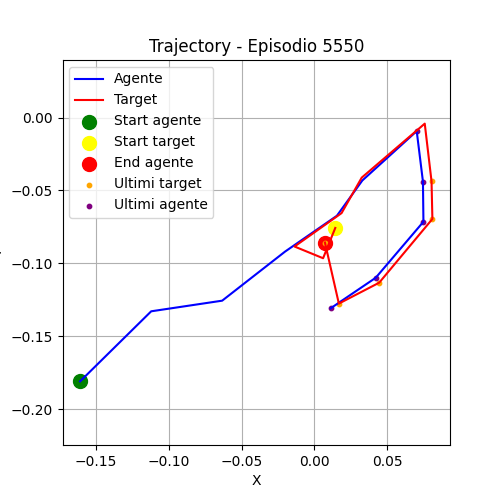 Trajectory - Episodio 5550
Agente
Target
Start agente
Start target
End agente
Ultimi target
Ultimi agente
0.00
−0.05
−0.10
−0.15
−0.20
−0.15
−0.10
−0.05
0.00
0.05
X